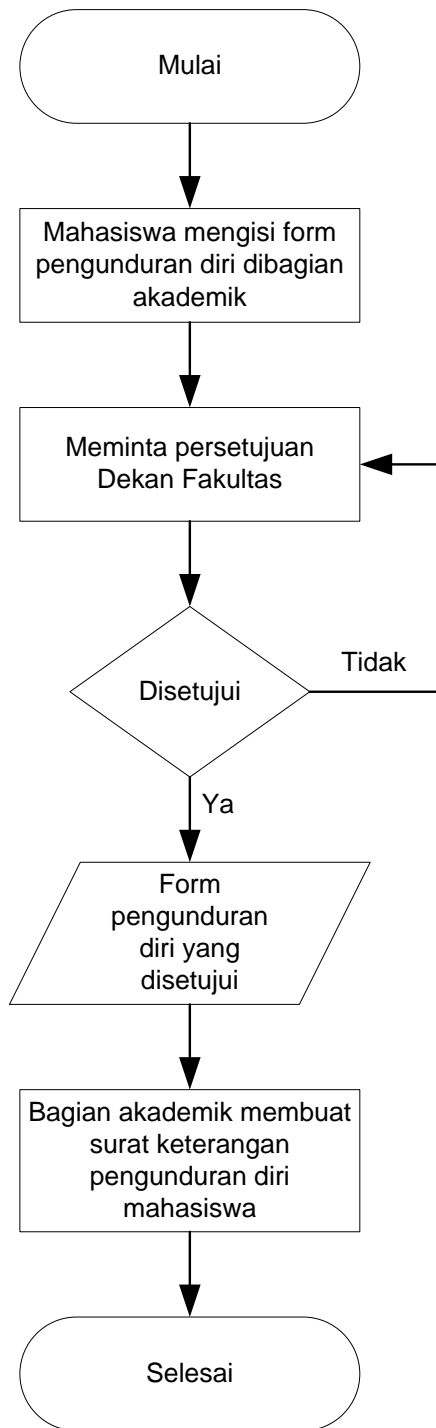 Mulai
Mahasiswa mengisi form
pengunduran diri dibagian
akademik
Meminta persetujuan
Dekan Fakultas
Disetujui
Tidak
Ya
Form
pengunduran
diri yang
disetujui
Bagian akademik membuat
surat keterangan
pengunduran diri
mahasiswa
Selesai